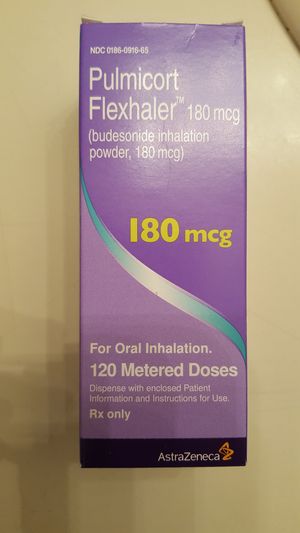 NDC 0186-0916-65
Pulmicort
Flexhaler™ 180 mcg
(budesonide inhalation
powder, 180 mcg)
180 mcg
For Oral Inhalation.
120 Metered Doses
Dispense with enclosed Patient
Information and Instructions for Use.
Rx only
AstraZeneca